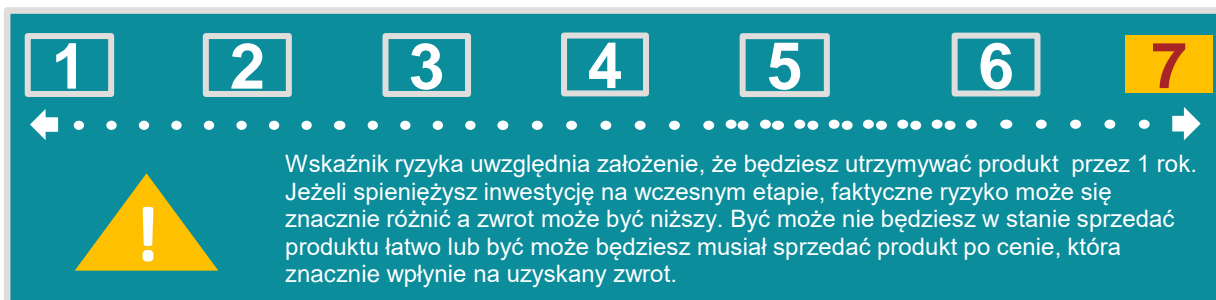 1 2 3 4 5 6 7
Wskaźnik ryzyka uwzględnia założenie, że będziesz utrzymywać produkt przez 1 rok.
Jeżeli spieniężysz inwestycję na wczesnym etapie, faktyczne ryzyko może się
znacznie różnić a zwrot może być niższy. Być może nie będziesz w stanie sprzedać
produktu łatwo lub być może będziesz musiał sprzedać produkt po cenie, która
znacznie wpłynie na uzyskany zwrot.
!